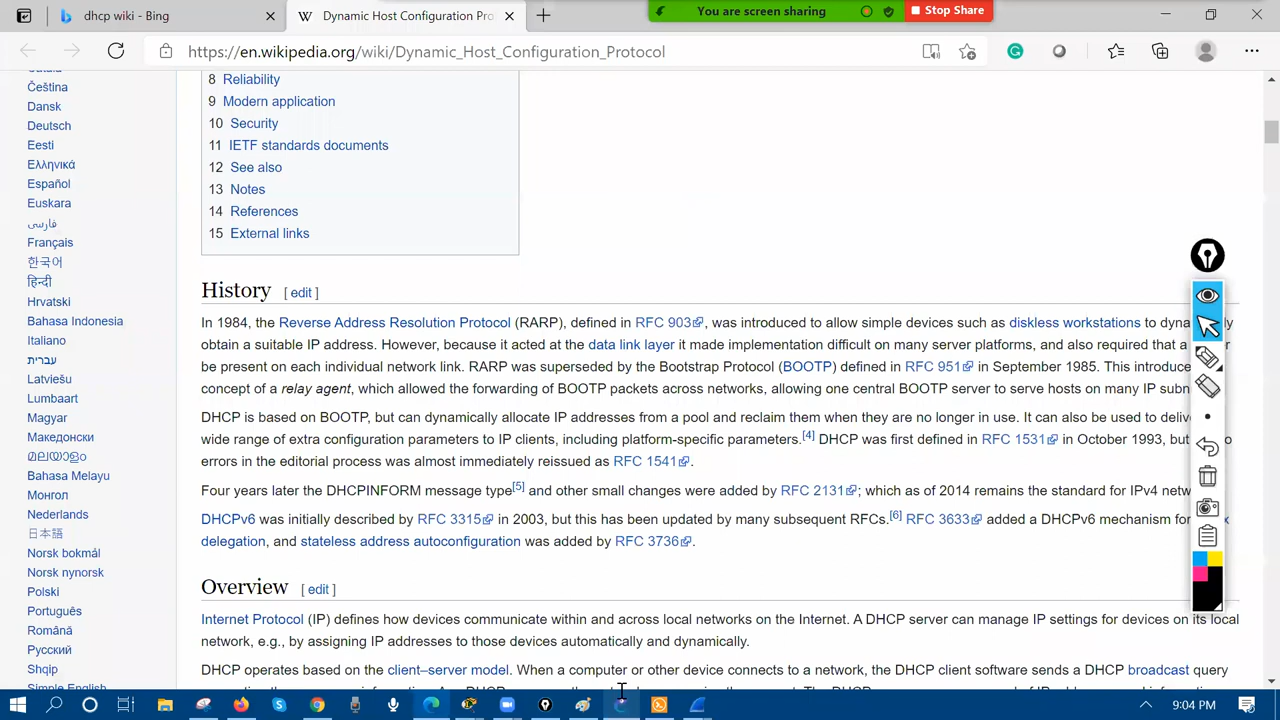 dhcp wiki - Bing
Dynamic Host Configuration Pro
You are screen sharing
Stop Share
https://en.wikipedia.org/wiki/Dynamic_Host_Configuration_Protocol
Čeština
Dansk
Deutsch
Eesti
Ελληνικά
Español
Euskara
فارسی
Français
한국어
हिन्दी
Hrvatski
Bahasa Indonesia
Italiano
עברית
Latviešu
Lumbaart
Magyar
Македонски
മലയാളം
Bahasa Melayu
Монгол
Nederlands
日本語
Norsk bokmål
Norsk nynorsk
Polski
Português
Română
Русский
Shqip
Simple English
8 Reliability
9 Modern application
10 Security
11 IETF standards documents
12 See also
13 Notes
14 References
15 External links
History [ edit ]
In 1984, the Reverse Address Resolution Protocol (RARP), defined in RFC 903, was introduced to allow simple devices such as diskless workstations to dyna
obtain a suitable IP address. However, because it acted at the data link layer it made implementation difficult on many server platforms, and also required that a
be present on each individual network link. RARP was superseded by the Bootstrap Protocol (BOOTP) defined in RFC 951 in September 1985. This introduce
concept of a relay agent, which allowed the forwarding of BOOTP packets across networks, allowing one central BOOTP server to serve hosts on many IP subn
DHCP is based on BOOTP, but can dynamically allocate IP addresses from a pool and reclaim them when they are no longer in use. It can also be used to deliv
wide range of extra configuration parameters to IP clients, including platform-specific parameters.[4] DHCP was first defined in RFC 1531 in October 1993, but
errors in the editorial process was almost immediately reissued as RFC 1541.
Four years later the DHCPINFORM message type[5] and other small changes were added by RFC 2131; which as of 2014 remains the standard for IPv4 netw
DHCPv6 was initially described by RFC 3315 in 2003, but this has been updated by many subsequent RFCs.[6] RFC 3633 added a DHCPv6 mechanism for
delegation, and stateless address autoconfiguration was added by RFC 3736.
Overview [ edit ]
Internet Protocol (IP) defines how devices communicate within and across local networks on the Internet. A DHCP server can manage IP settings for devices on its local
network, e.g., by assigning IP addresses to those devices automatically and dynamically.
DHCP operates based on the client–server model. When a computer or other device connects to a network, the DHCP client software sends a DHCP broadcast query
9:04 PM